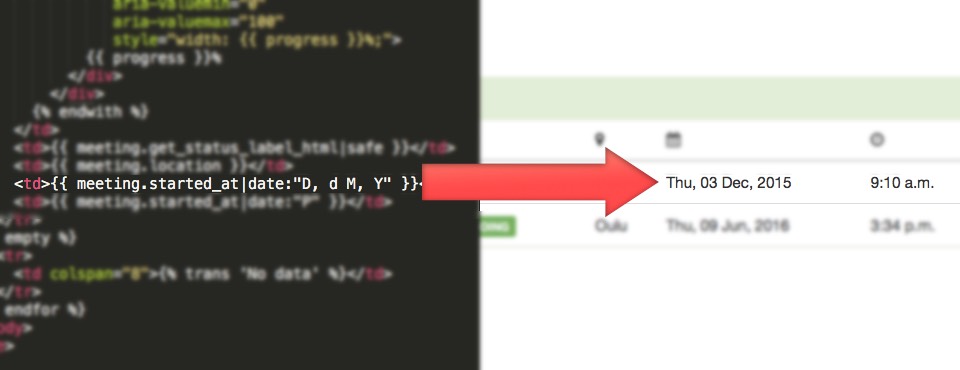 aria-valuemin="0"
aria-valuemax="100"
style="width: {{ progress }}%;">
{{ progress }}%
</div>
</div>
{% endwith %}
</td>
<td>{{ meeting.get_status_label_html|safe }}</td>
<td>{{ meeting.location }}</td>
<td>{{ meeting.started_at|date:"D, d M, Y" }}<
<td>{{ meeting.started_at|date:"P" }}</td>
</tr>
empty %}
<tr>
<td colspan="8">{% trans 'No data' %}</td>
</tr>
endfor %}
Thu, 03 Dec, 2015 9:10 a.m.
Oulu Thu, 09 Jun, 2016 3:34 p.m.